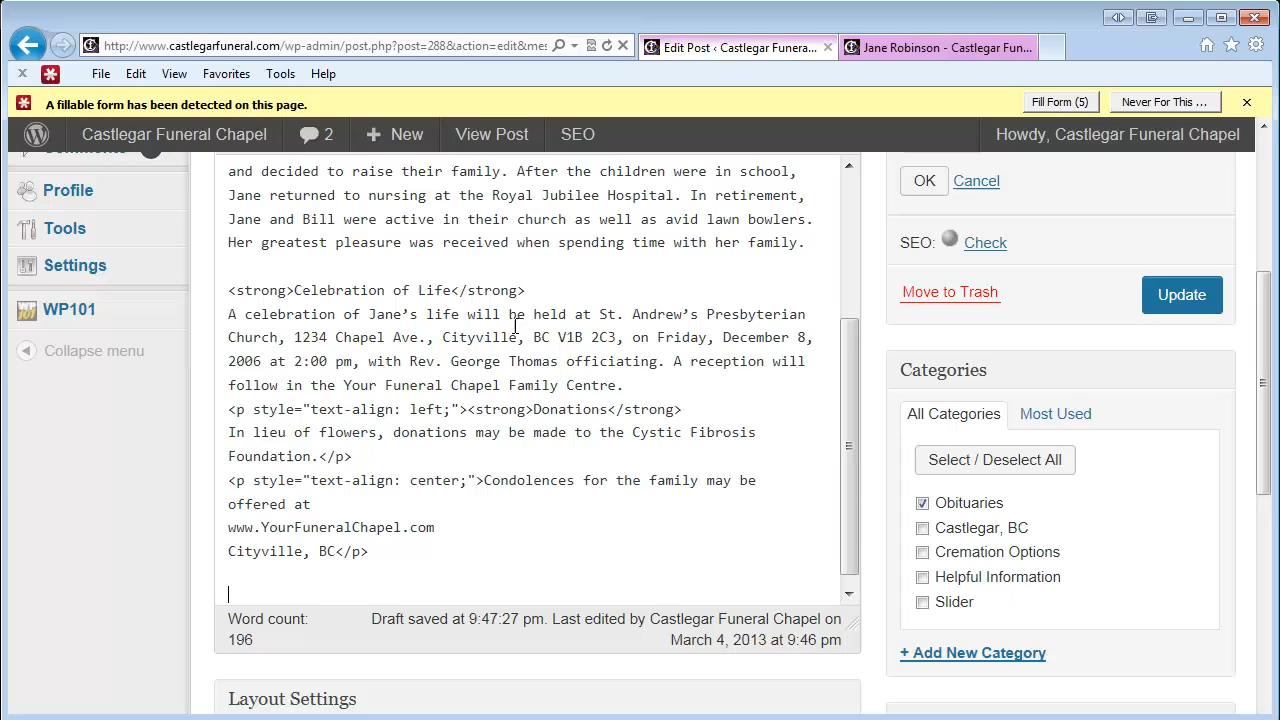 http://www.castlegarfuneral.com/wp-admin/post.php?post=288&action=edit&mes
Edit Post ‹ Castlegar Funera...
Jane Robinson - Castlegar Fun...
File Edit View Favorites Tools Help
A fillable form has been detected on this page.
Fill Form (5)
Never For This ...
Castlegar Funeral Chapel
2
New
View Post
SEO
Howdy, Castlegar Funeral Chapel
Profile
Tools
Settings
WP101
Collapse menu
and decided to raise their family. After the children were in school,
Jane returned to nursing at the Royal Jubilee Hospital. In retirement,
Jane and Bill were active in their church as well as avid lawn bowlers.
Her greatest pleasure was received when spending time with her family.
<strong>Celebration of Life</strong>
A celebration of Jane’s life will be held at St. Andrew’s Presbyterian
Church, 1234 Chapel Ave., Cityville, BC V1B 2C3, on Friday, December 8,
2006 at 2:00 pm, with Rev. George Thomas officiating. A reception will
follow in the Your Funeral Chapel Family Centre.
<p style="text-align: left;"><strong>Donations</strong>
In lieu of flowers, donations may be made to the Cystic Fibrosis
Foundation.</p>
<p style="text-align: center;">Condolences for the family may be
offered at
www.YourFuneralChapel.com
Cityville, BC</p>
Word count:
196
Draft saved at 9:47:27 pm. Last edited by Castlegar Funeral Chapel on
March 4, 2013 at 9:46 pm
Layout Settings
OK
Cancel
SEO:
Check
Move to Trash
Update
Categories
All Categories
Most Used
Select / Deselect All
Obituaries
Castlegar, BC
Cremation Options
Helpful Information
Slider
+ Add New Category